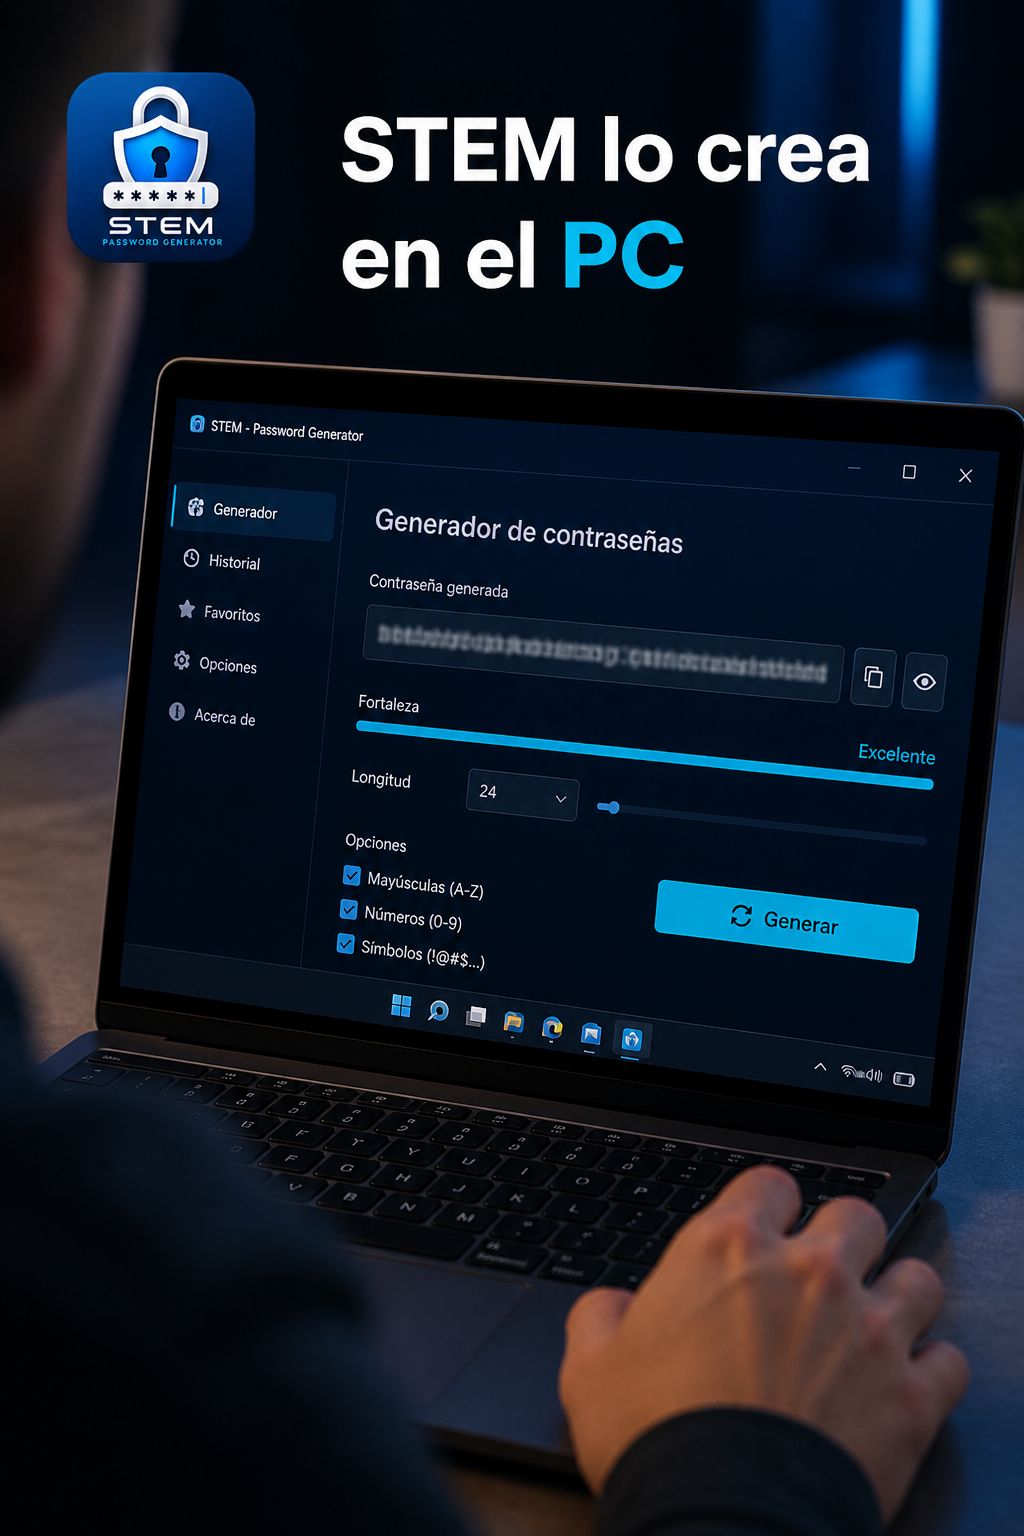 *****|
STEM
PASSWORD GENERATOR
STEM lo crea
en el PC
STEM - Password Generator
Generador
Historial
Favoritos
Opciones
Acerca de
Generador de contraseñas
Contraseña generada
Fortaleza
Excelente
Longitud
24
Opciones
Mayúsculas (A-Z)
Números (0-9)
Símbolos (!@#$...)
Generar